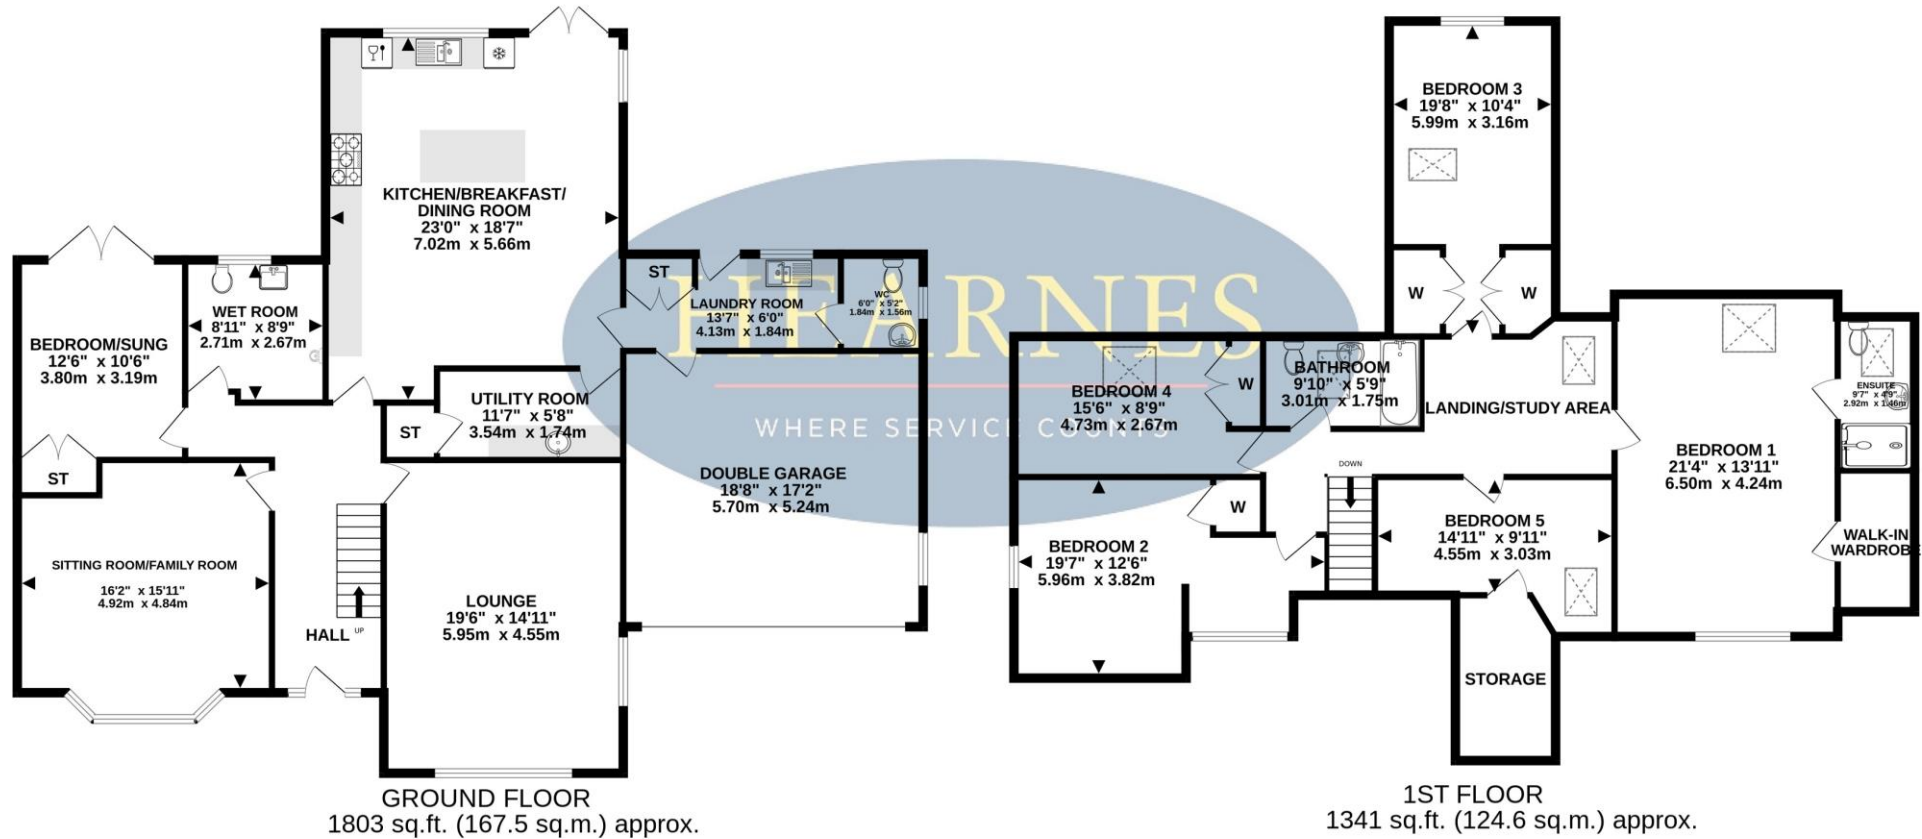 KITCHEN/BREAKFAST/
DINING ROOM
23'0" x 18'7"
7.02m x 5.66m
WET ROOM
8'11" x 8'9"
2.71m x 2.67m
BEDROOM/SUNG
12'6" x 10'6"
3.80m x 3.19m
ST
ST
LAUNDRY ROOM
13'7" x 6'0"
4.13m x 1.84m
WC
6'0" x 5'2"
1.84m x 1.56m
UTILITY ROOM
11'7" x 5'8"
3.54m x 1.74m
ST
DOUBLE GARAGE
18'8" x 17'2"
5.70m x 5.24m
SITTING ROOM/FAMILY ROOM
16'2" x 15'11"
4.92m x 4.84m
HALL
UP
LOUNGE
19'6" x 14'11"
5.95m x 4.55m
GROUND FLOOR
1803 sq.ft. (167.5 sq.m.) approx.
HEARNES
WHERE SERVICE COUNTS
BEDROOM 3
19'8" x 10'4"
5.99m x 3.16m
W
W
BEDROOM 4
15'6" x 8'9"
4.73m x 2.67m
W
BATHROOM
9'10" x 5'9"
3.01m x 1.75m
LANDING/STUDY AREA
ENSUITE
9'7" x 4'9"
2.92m x 1.46m
BEDROOM 1
21'4" x 13'11"
6.50m x 4.24m
DOWN
W
BEDROOM 2
19'7" x 12'6"
5.96m x 3.82m
BEDROOM 5
14'11" x 9'11"
4.55m x 3.03m
WALK-IN
WARDROBE
STORAGE
1ST FLOOR
1341 sq.ft. (124.6 sq.m.) approx.